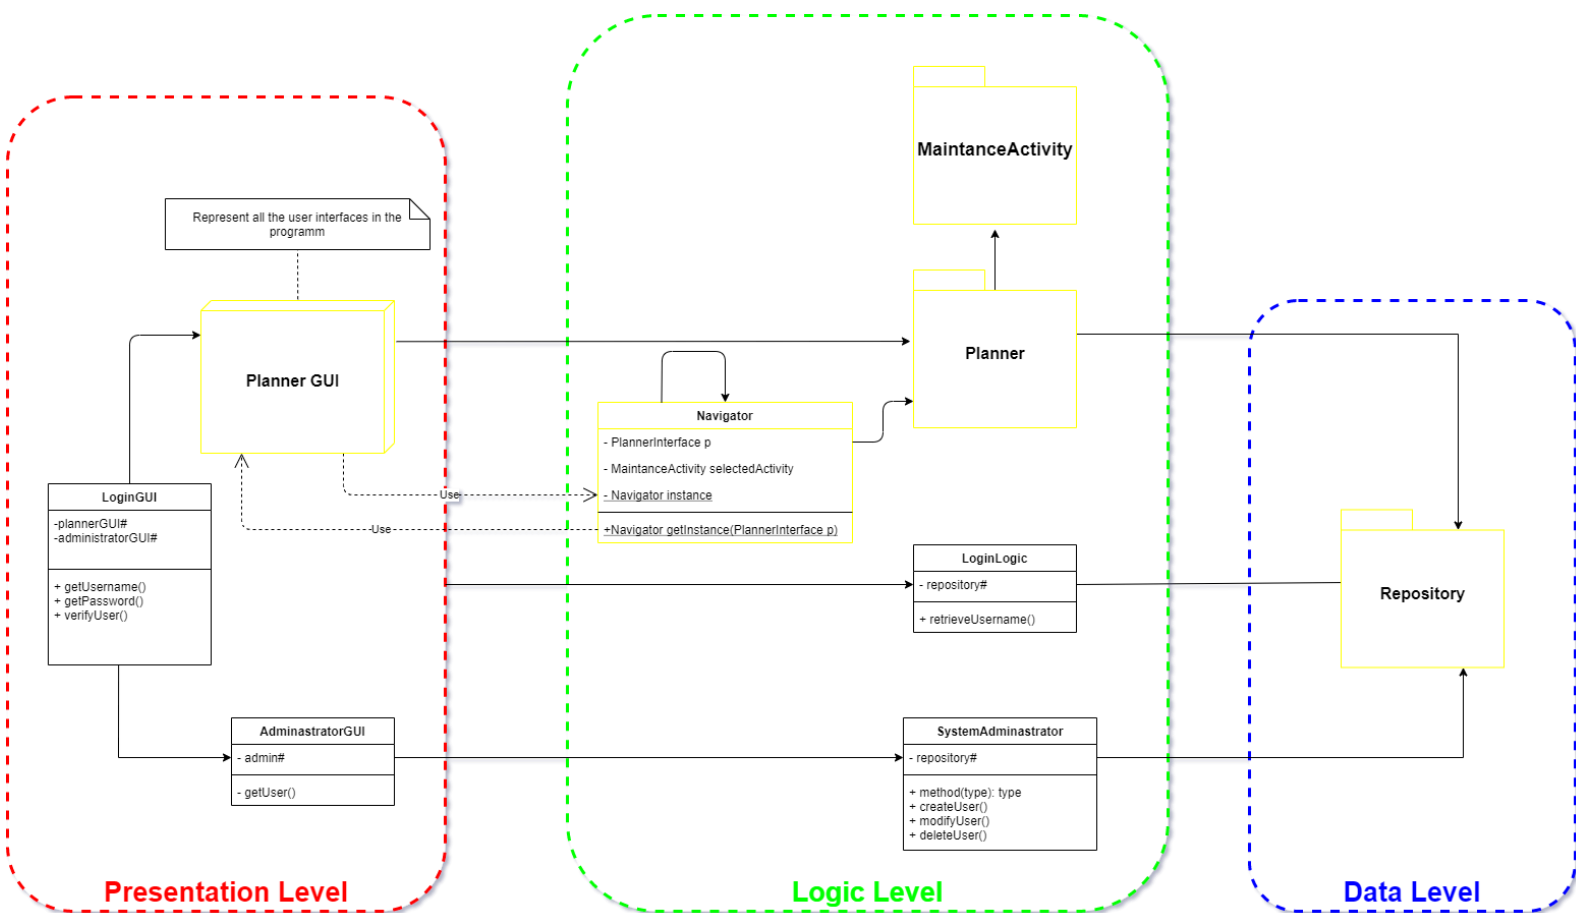 Represent all the user interfaces in the
programm
Planner GUI
LoginGUI
-plannerGUI#
-administratorGUI#
+ getUsername()
+ getPassword()
+ verifyUser()
AdminastratorGUI
- admin#
- getUser()
Presentation Level
Use
Use
MaintanceActivity
Planner
Navigator
- PlannerInterface p
- MaintanceActivity selectedActivity
- Navigator instance
+Navigator getInstance(PlannerInterface p)
LoginLogic
- repository#
+ retrieveUsername()
SystemAdminastrator
- repository#
+ method(type): type
+ createUser()
+ modifyUser()
+ deleteUser()
Logic Level
Repository
Data Level